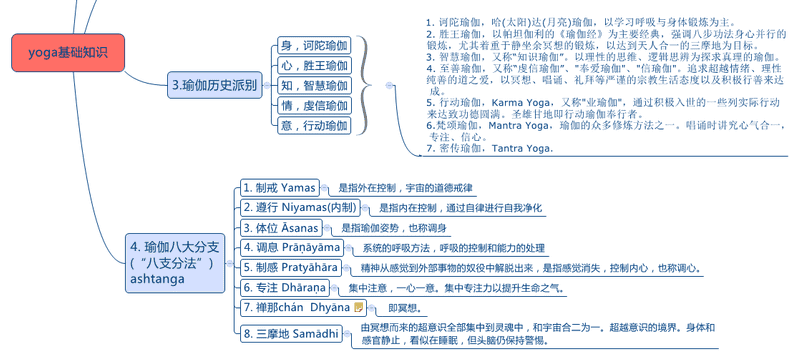 yoga基础知识
3.瑜伽历史派别
身，诃陀瑜伽
心，胜王瑜伽
知，智慧瑜伽
情，虔信瑜伽
意，行动瑜伽
1. 诃陀瑜伽，哈(太阳)达(月亮)瑜伽，以学习呼吸与身体锻炼为主。
2. 胜王瑜伽，以帕坦伽利的《瑜伽经》为主要经典，强调八步功法身心并行的
锻炼，尤其着重于静坐余冥想的锻炼，以达到天人合一的三摩地为目标。
3. 智慧瑜伽，又称"知识瑜伽"。以理性的思维、逻辑思辨为探求真理的瑜伽。
4. 至善瑜伽，又称"虔信瑜伽"、"奉爱瑜伽"、"信瑜伽"。追求超越情绪、理性
纯善的道之爱，以冥想、唱诵、礼拜等严谨的宗教生活态度以及积极行善来达
成。
5. 行动瑜伽，Karma Yoga，又称"业瑜伽"，通过积极入世的一些列实际行动
来达致功德圆满。圣雄甘地即行动瑜伽奉行者。
6.梵颂瑜伽，Mantra Yoga，瑜伽的众多修炼方法之一。唱诵时讲究心气合一，
专注、信心。
7. 密传瑜伽，Tantra Yoga.
4. 瑜伽八大分支
(“八支分法”)
ashtanga
1. 制戒 Yamas
是指外在控制，宇宙的道德戒律
2. 遵行 Niyamas(内制)
是指内在控制，通过自律进行自我净化
3. 体位 Āsanas
是指瑜伽姿势，也称调身
4. 调息 Prāṇāyāma
系统的呼吸方法，呼吸的控制和能力的处理
5. 制感 Pratyāhāra
精神从感觉到外部事物的奴役中解脱出来，是指感觉消失，控制内心，也称调心。
6. 专注 Dhāraṇa
集中注意，一心一意。集中专注力以提升生命之气。
7. 禅那chán Dhyāna
即冥想。
8. 三摩地 Samādhi
由冥想而来的超意识全部集中到灵魂中，和宇宙合二为一。超越意识的境界。身体和
感官静止，看似在睡眠，但头脑仍保持警惕。